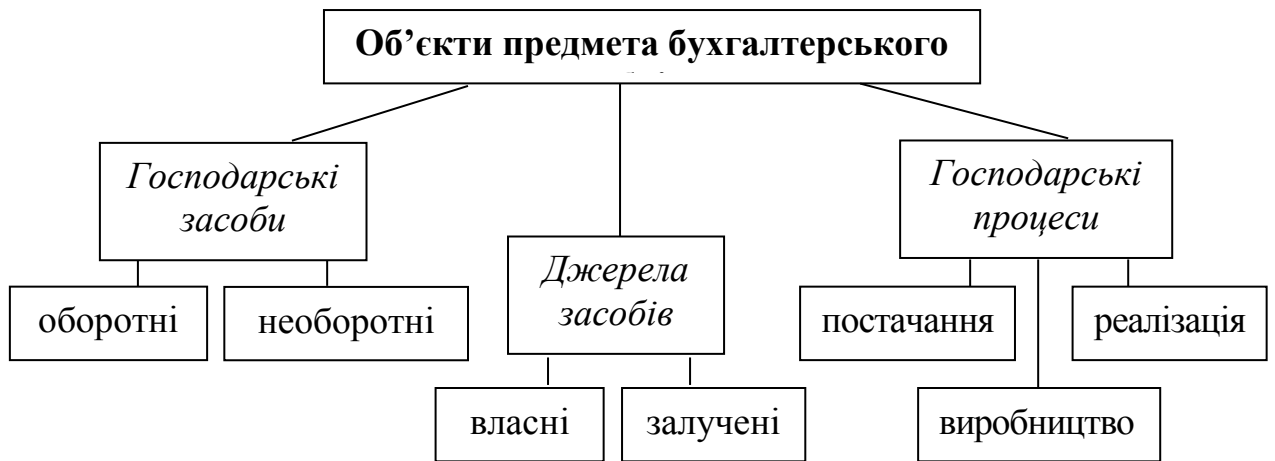 Об’єкти предмета бухгалтерського
Господарські
засоби
Господарські
процеси
Джерела
засобів
оборотні
необоротні
постачання
реалізація
власні
залучені
виробництво